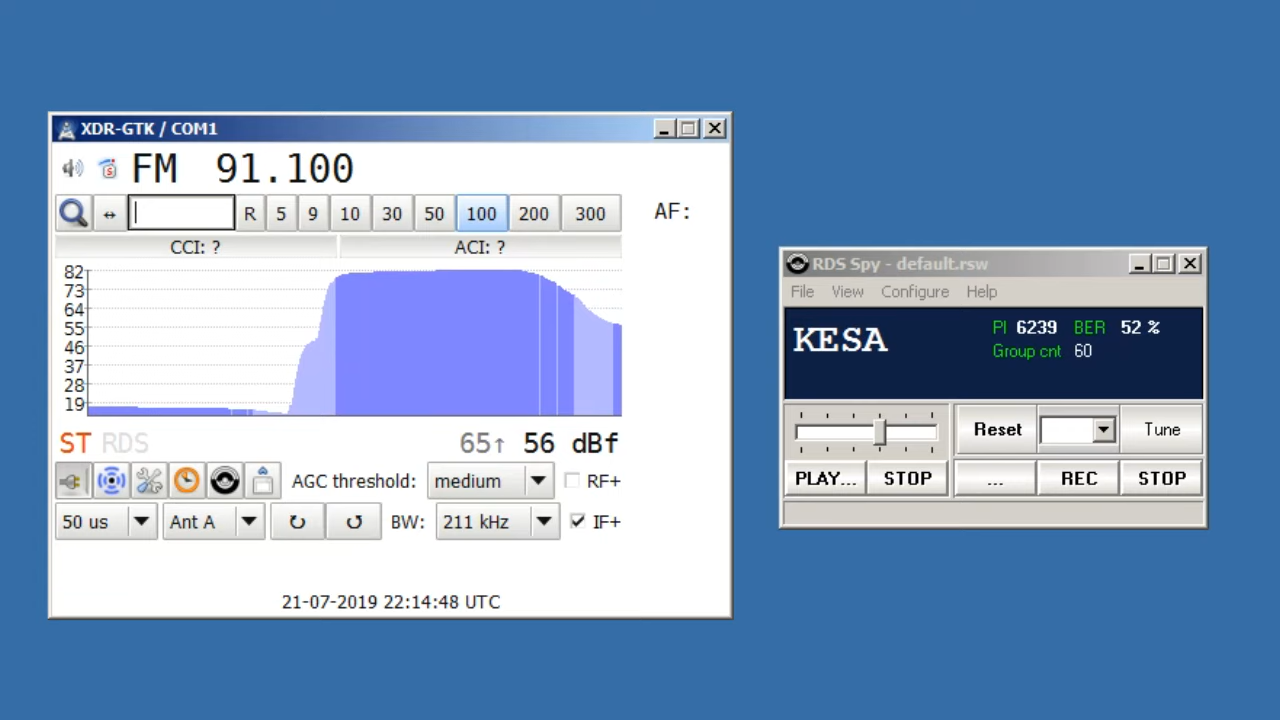 XDR-GTK / COM1
FM 91.100
R 5 9 10 30 50 100 200 300
AF:
CCI: ? ACI: ?
82
73
64
55
46
37
28
19
ST RDS 65↑ 56 dBf
AGC threshold: medium RF+
50 us Ant A ↻ ↺ BW: 211 kHz IF+
21-07-2019 22:14:48 UTC
RDS Spy - default.rsw
File View Configure Help
KESA
PI 6239 BER 52 %
Group cnt 60
Reset Tune
PLAY... STOP ... REC STOP